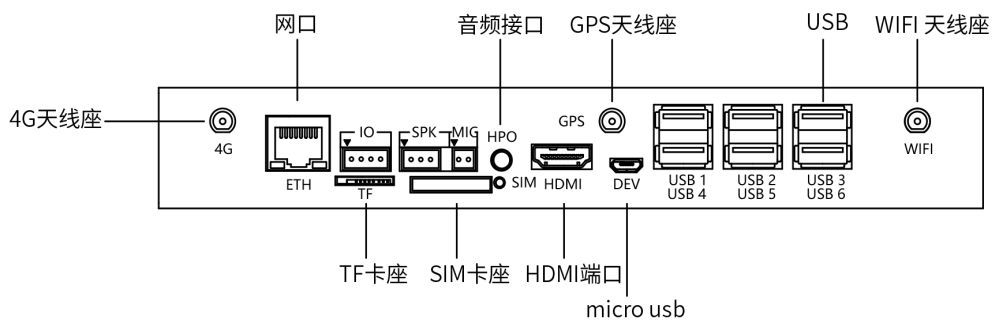 网口
音频接口
GPS天线座
USB
WIFI 天线座
4G天线座
4G
ETH
IO
SPK
MIC
HPO
GPS
WIFI
TF
SIM
HDMI
DEV
USB 1
USB 4
USB 2
USB 5
USB 3
USB 6
TF卡座
SIM卡座
HDMI端口
micro usb